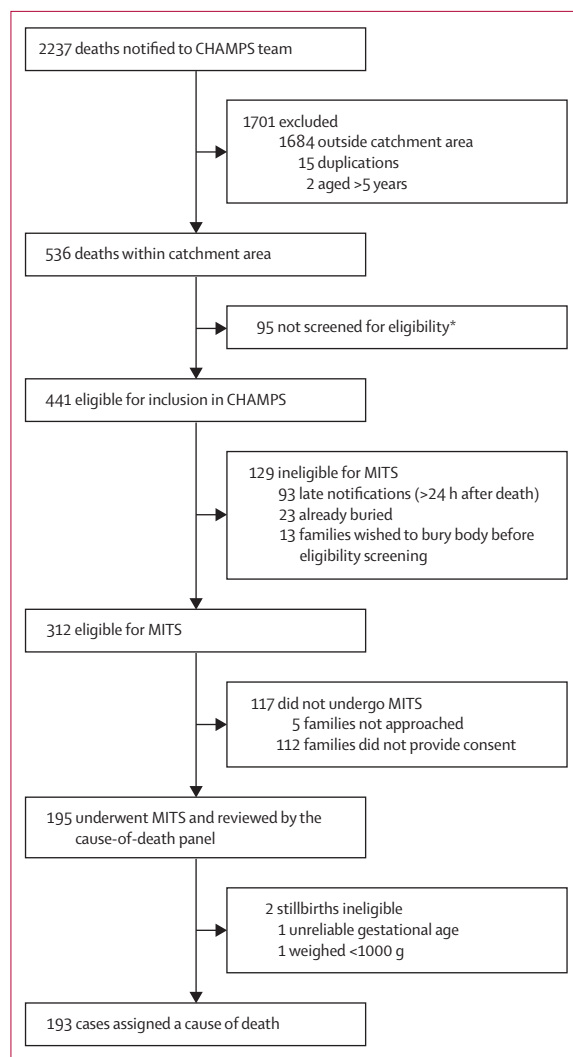 2237 deaths notified to CHAMPS team
1701 excluded
1684 outside catchment area
15 duplications
2 aged >5 years
536 deaths within catchment area
95 not screened for eligibility*
441 eligible for inclusion in CHAMPS
129 ineligible for MITS
93 late notifications (>24 h after death)
23 already buried
13 families wished to bury body before
eligibility screening
312 eligible for MITS
117 did not undergo MITS
5 families not approached
112 families did not provide consent
195 underwent MITS and reviewed by the
cause-of-death panel
2 stillbirths ineligible
1 unreliable gestational age
1 weighed <1000 g
193 cases assigned a cause of death